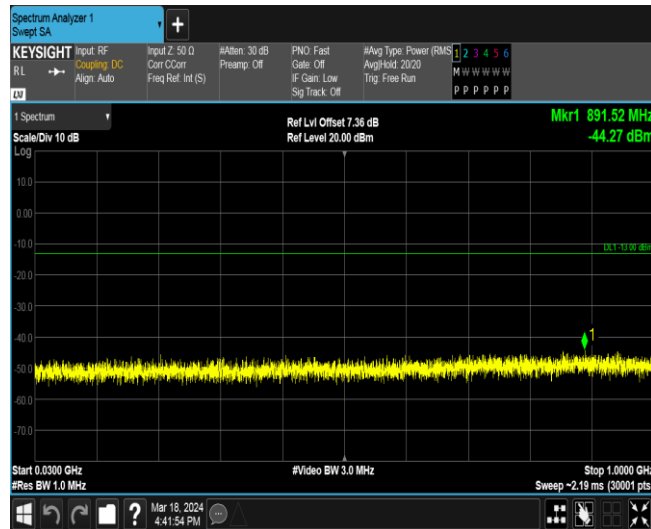 Spectrum Analyzer 1
Swept SA
+
KEYSIGHT Input: RF Input Z: 50 Ω #Atten: 30 dB PNO: Fast #Avg Type: Power (RMS 1 2 3 4 5 6
RL Coupling: DC Corr CCorr Preamp: Off Gate: Off Avg|Hold: 20/20 M W W W W W
Align: Auto Freq Ref: Int (S) IF Gain: Low Trig: Free Run
Sig Track: Off P P P P P P
LXI
1 Spectrum Ref Lvl Offset 7.36 dB Mkr1 891.52 MHz
Scale/Div 10 dB Ref Level 20.00 dBm -44.27 dBm
Log
10.0
0.00
-10.0 DL1 -13.00 dBm
-20.0
-30.0
-40.0
1
-50.0
-60.0
-70.0
Start 0.0300 GHz #Video BW 3.0 MHz Stop 1.0000 GHz
#Res BW 1.0 MHz Sweep ~2.19 ms (30001 pts
? Mar 18, 2024
4:41:54 PM